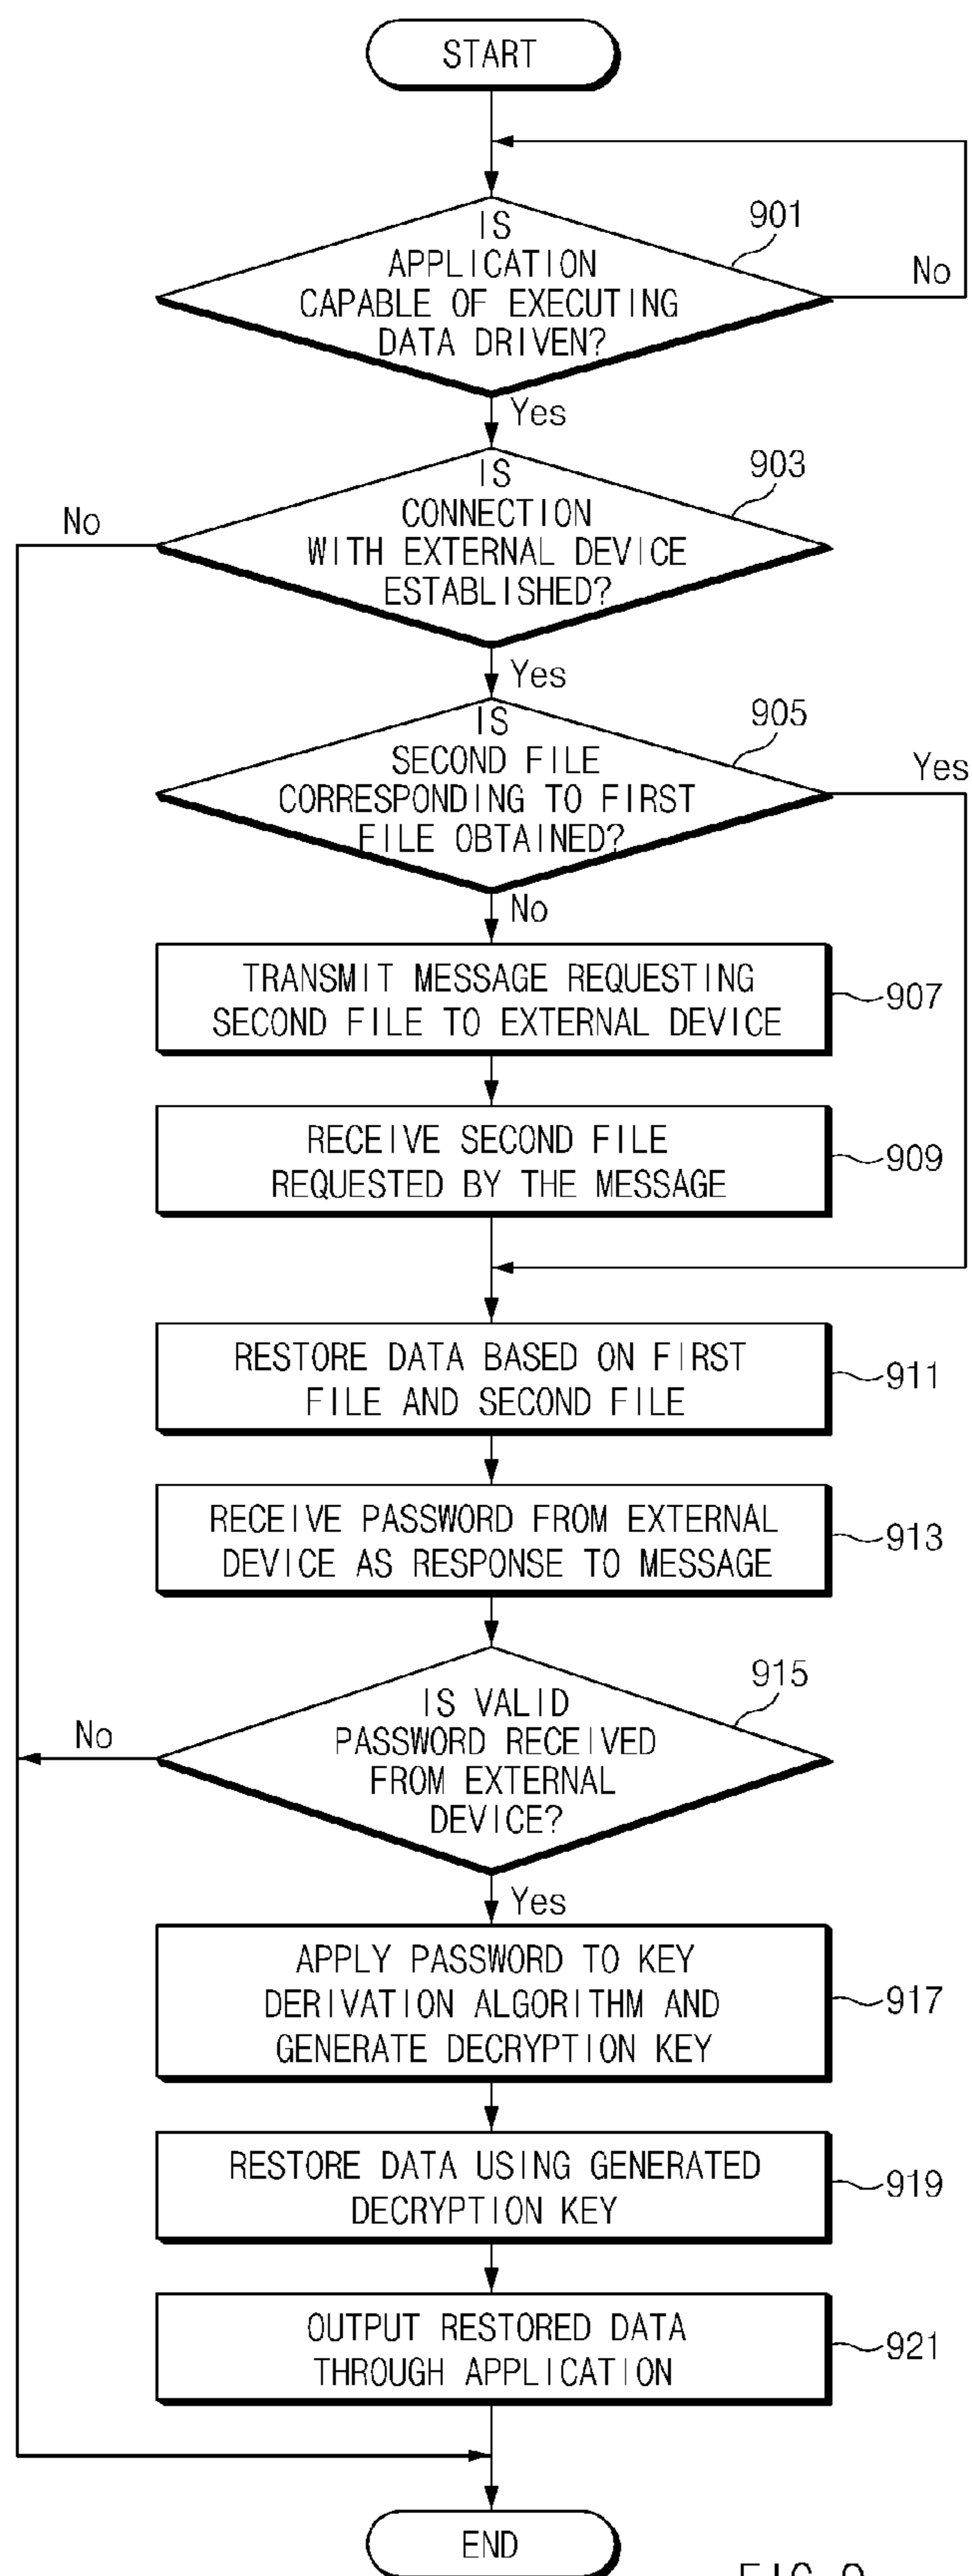 START
IS
APPLICATION
CAPABLE OF EXECUTING
DATA DRIVEN?
901
No
Yes
IS
CONNECTION
WITH EXTERNAL DEVICE
ESTABLISHED?
903
No
Yes
IS
SECOND FILE
CORRESPONDING TO FIRST
FILE OBTAINED?
905
Yes
No
TRANSMIT MESSAGE REQUESTING
SECOND FILE TO EXTERNAL DEVICE
907
RECEIVE SECOND FILE
REQUESTED BY THE MESSAGE
909
RESTORE DATA BASED ON FIRST
FILE AND SECOND FILE
911
RECEIVE PASSWORD FROM EXTERNAL
DEVICE AS RESPONSE TO MESSAGE
913
IS VALID
PASSWORD RECEIVED
FROM EXTERNAL
DEVICE?
915
No
Yes
APPLY PASSWORD TO KEY
DERIVATION ALGORITHM AND
GENERATE DECRYPTION KEY
917
RESTORE DATA USING GENERATED
DECRYPTION KEY
919
OUTPUT RESTORED DATA
THROUGH APPLICATION
921
END